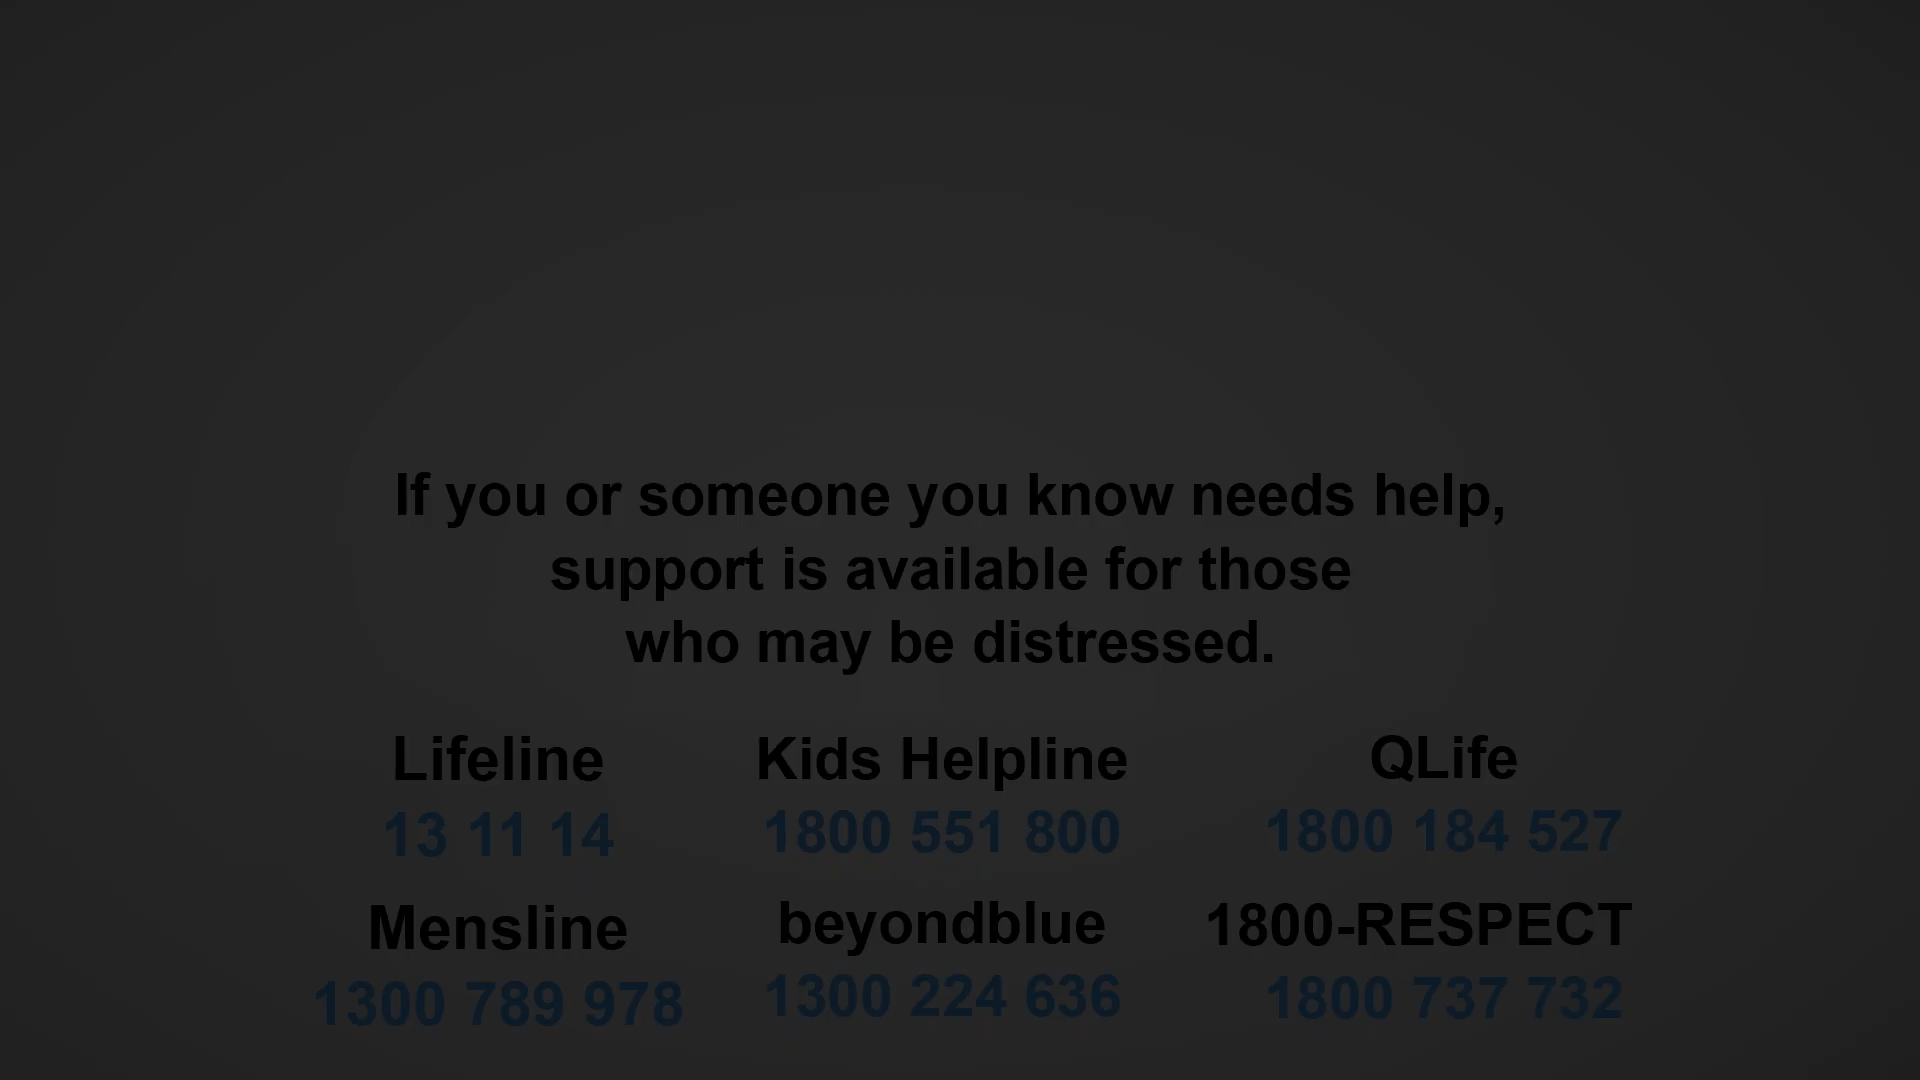 If you or someone you know needs help,
support is available for those
who may be distressed.
Lifeline
13 11 14
Kids Helpline
1800 551 800
QLife
1800 184 527
Mensline
1300 789 978
beyondblue
1300 224 636
1800-RESPECT
1800 737 732